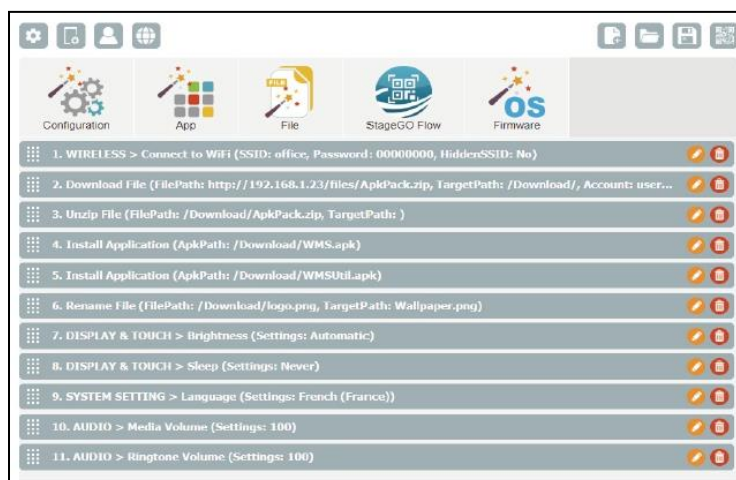 FILE
OS
Configuration
App
File
StageGO Flow
Firmware
1. WIRELESS > Connect to WiFi (SSID: office, Password: 00000000, HiddenSSID: No)
2. Download File (FilePath: http://192.168.1.23/files/ApkPack.zip, TargetPath: /Download/, Account: user...
3. Unzip File (FilePath: /Download/ApkPack.zip, TargetPath: )
4. Install Application (ApkPath: /Download/WMS.apk)
5. Install Application (ApkPath: /Download/WMSUtil.apk)
6. Rename File (FilePath: /Download/logo.png, TargetPath: Wallpaper.png)
7. DISPLAY & TOUCH > Brightness (Settings: Automatic)
8. DISPLAY & TOUCH > Sleep (Settings: Never)
9. SYSTEM SETTING > Language (Settings: French (France))
10. AUDIO > Media Volume (Settings: 100)
11. AUDIO > Ringtone Volume (Settings: 100)